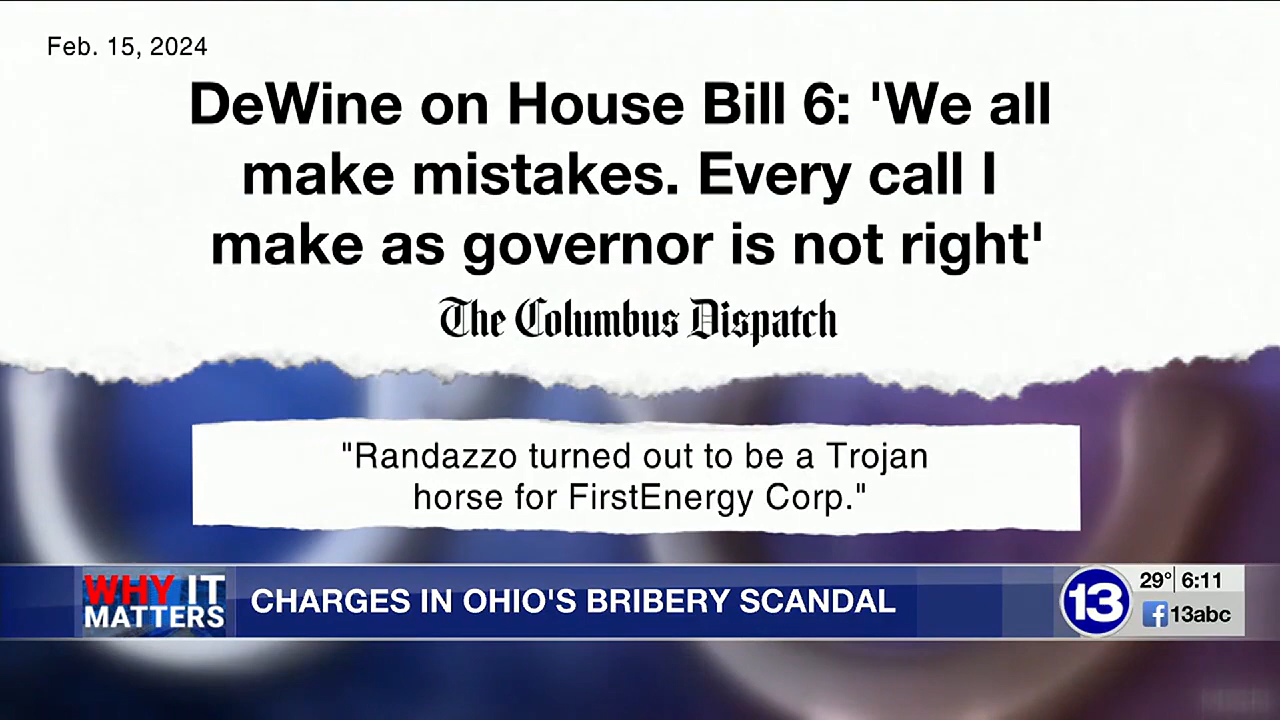 Feb. 15, 2024
DeWine on House Bill 6: 'We all
make mistakes. Every call I
make as governor is not right'
The Columbus Dispatch
"Randazzo turned out to be a Trojan
horse for FirstEnergy Corp."
WHY IT
MATTERS
CHARGES IN OHIO'S BRIBERY SCANDAL
13
29° 6:11
13abc